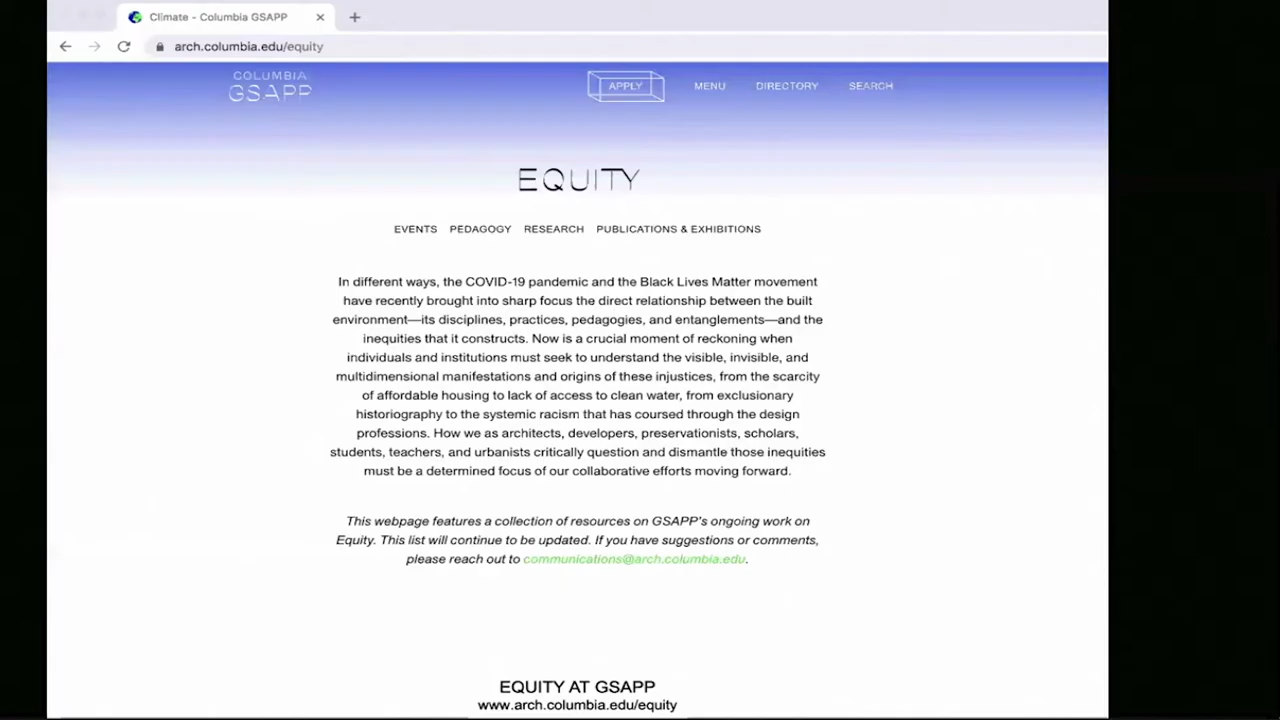 Climate - Columbia GSAPP
arch.columbia.edu/equity
COLUMBIA
GSAPP
APPLY
MENU
DIRECTORY
SEARCH
EQUITY
EVENTS PEDAGOGY RESEARCH PUBLICATIONS & EXHIBITIONS
In different ways, the COVID-19 pandemic and the Black Lives Matter movement
have recently brought into sharp focus the direct relationship between the built
environment—its disciplines, practices, pedagogies, and entanglements—and the
inequities that it constructs. Now is a crucial moment of reckoning when
individuals and institutions must seek to understand the visible, invisible, and
multidimensional manifestations and origins of these injustices, from the scarcity
of affordable housing to lack of access to clean water, from exclusionary
historiography to the systemic racism that has coursed through the design
professions. How we as architects, developers, preservationists, scholars,
students, teachers, and urbanists critically question and dismantle those inequities
must be a determined focus of our collaborative efforts moving forward.
This webpage features a collection of resources on GSAPP's ongoing work on
Equity. This list will continue to be updated. If you have suggestions or comments,
please reach out to communications@arch.columbia.edu.
EQUITY AT GSAPP
www.arch.columbia.edu/equity